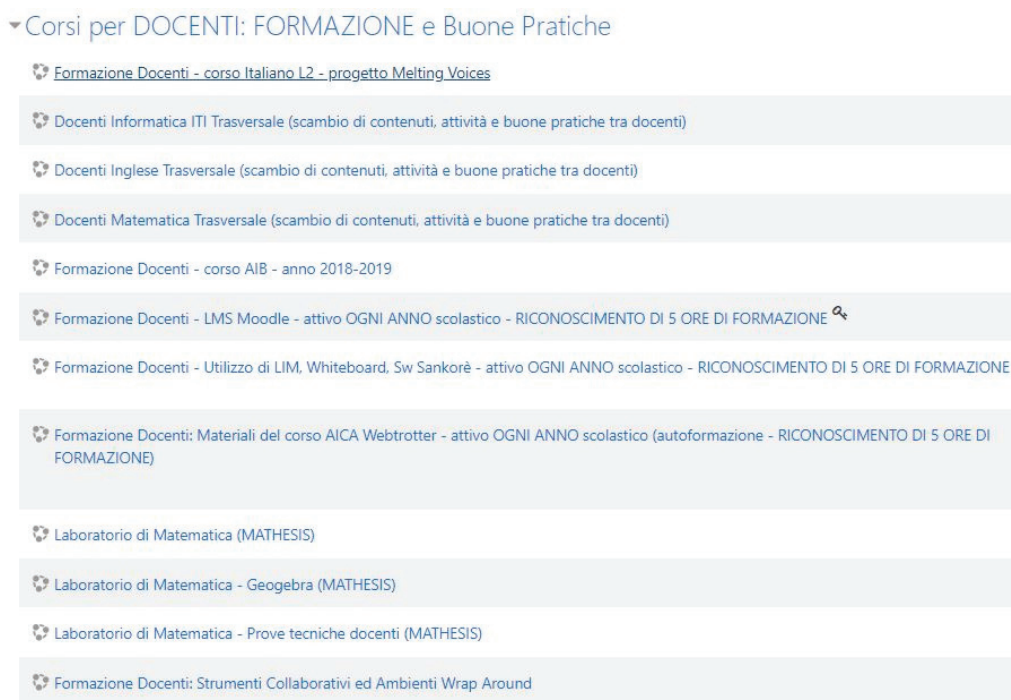 Corsi per DOCENTI: FORMAZIONE e Buone Pratiche
Formazione Docenti - corso Italiano L2 - progetto Melting Voices
Docenti Informatica ITI Trasversale (scambio di contenuti, attività e buone pratiche tra docenti)
Docenti Inglese Trasversale (scambio di contenuti, attività e buone pratiche tra docenti)
Docenti Matematica Trasversale (scambio di contenuti, attività e buone pratiche tra docenti)
Formazione Docenti - corso AIB - anno 2018-2019
Formazione Docenti - LMS Moodle - attivo OGNI ANNO scolastico - RICONOSCIMENTO DI 5 ORE DI FORMAZIONE
Formazione Docenti - Utilizzo di LIM, Whiteboard, Sw Sankorè - attivo OGNI ANNO scolastico - RICONOSCIMENTO DI 5 ORE DI FORMAZIONE
Formazione Docenti: Materiali del corso AICA Webtrotter - attivo OGNI ANNO scolastico (autoformazione - RICONOSCIMENTO DI 5 ORE DI
FORMAZIONE)
Laboratorio di Matematica (MATHESIS)
Laboratorio di Matematica - Geogebra (MATHESIS)
Laboratorio di Matematica - Prove tecniche docenti (MATHESIS)
Formazione Docenti: Strumenti Collaborativi ed Ambienti Wrap Around